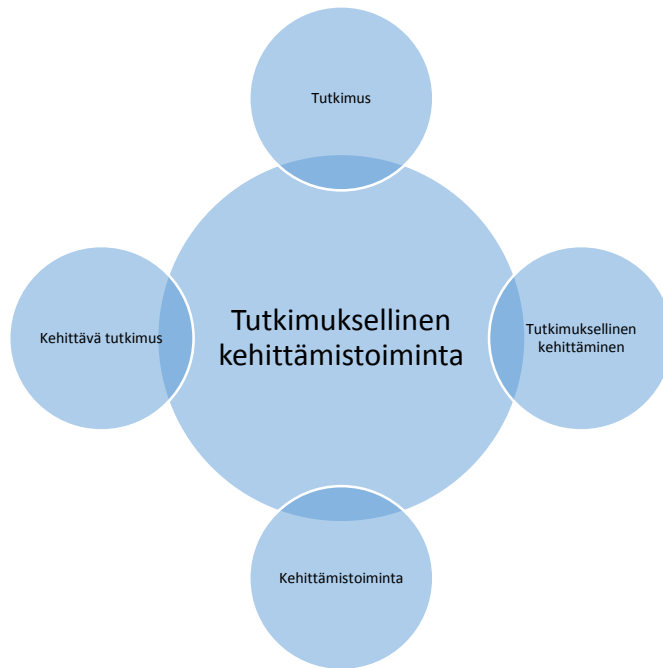 Tutkimus
Kehittävä tutkimus
Tutkimuksellinen
kehittämistoiminta
Tutkimuksellinen
kehittäminen
Kehittämistoiminta